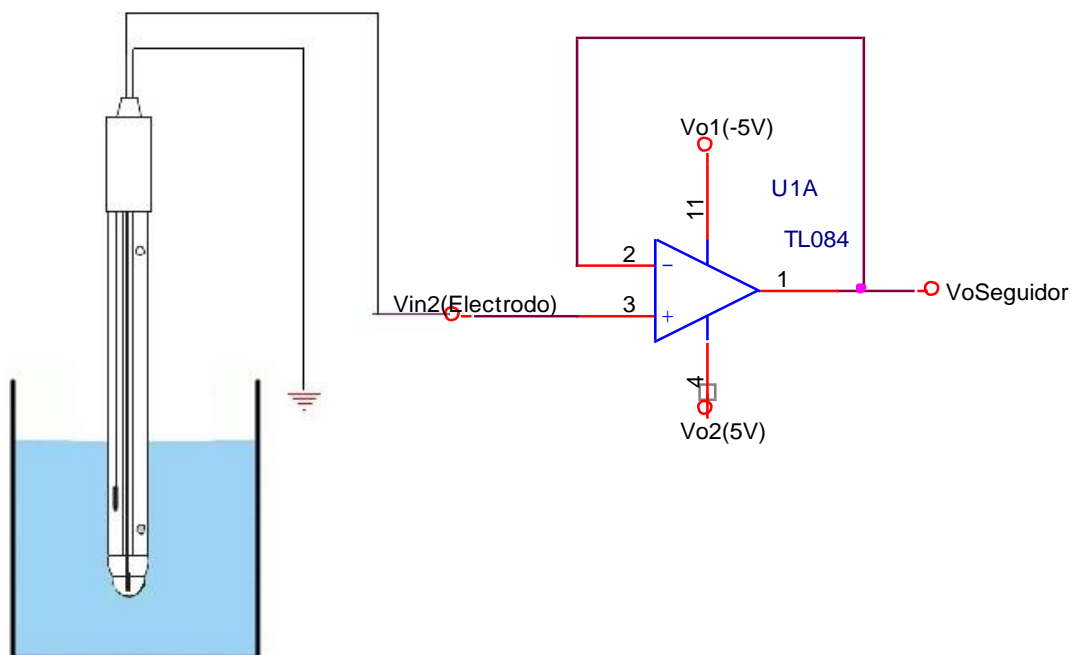 Vo1(-5V)
11
U1A
TL084
2
−
1
VoSeguidor
Vin2(Electrodo)
3
+
4
Vo2(5V)